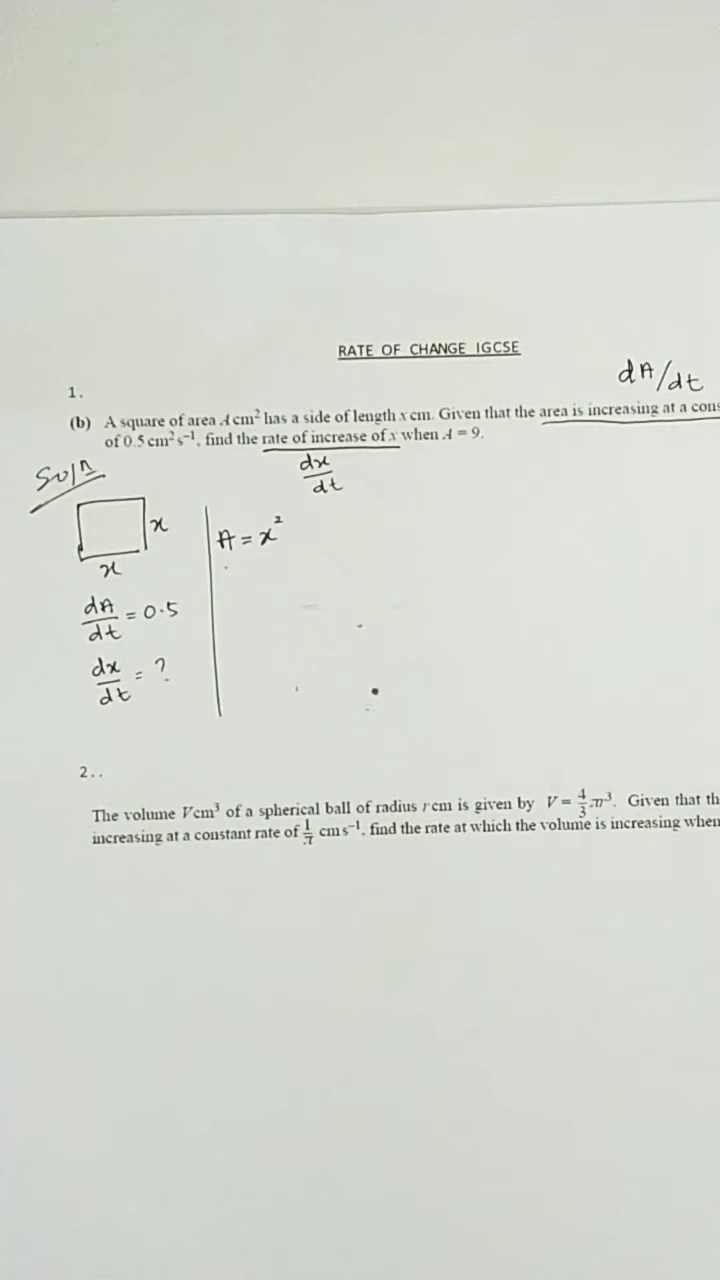 RATE OF CHANGE IGCSE
dA/dt
1.
(b) A square of area A cm² has a side of length x cm. Given that the area is increasing at a cons
of 0.5 cm² s⁻¹, find the rate of increase of x when A = 9.
dx/dt
Soln
x
A = x²
x
dA/dt = 0.5
dx/dt = ?
2..
The volume V cm³ of a spherical ball of radius r cm is given by V = 4/3 πr³. Given that th
increasing at a constant rate of 1/π cm s⁻¹, find the rate at which the volume is increasing when